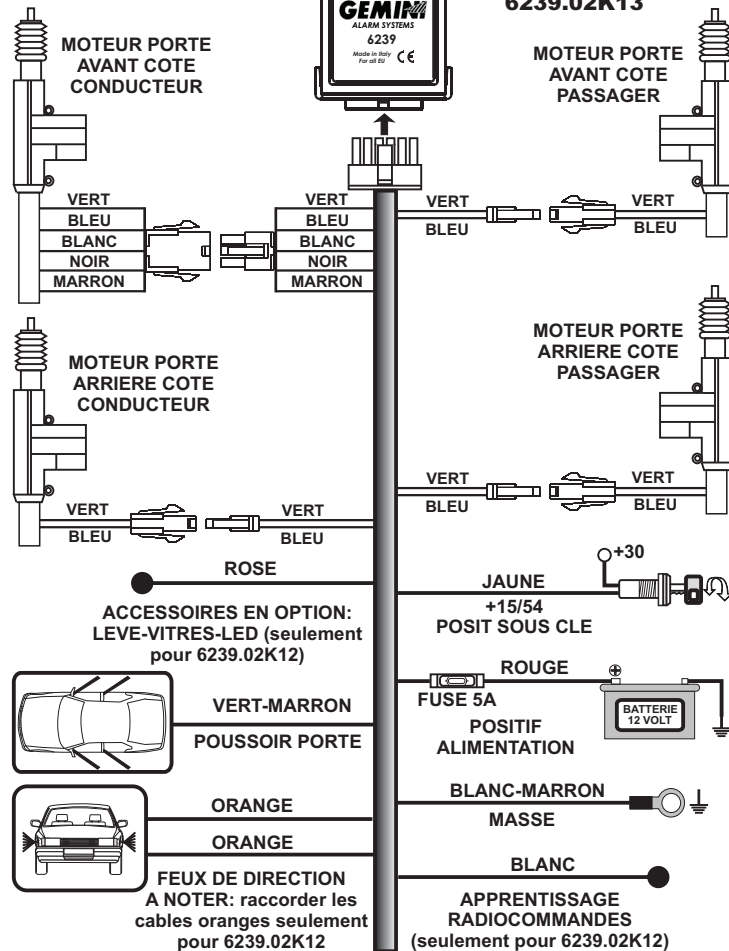 6239.02K13
GEMINI
ALARM SYSTEMS
6239
Made in Italy
For all EU
CE
MOTEUR PORTE
AVANT COTE
CONDUCTEUR
MOTEUR PORTE
AVANT COTE
PASSAGER
VERT
BLEU
BLANC
NOIR
MARRON
VERT
BLEU
BLANC
NOIR
MARRON
VERT
BLEU
VERT
BLEU
MOTEUR PORTE
ARRIERE COTE
CONDUCTEUR
MOTEUR PORTE
ARRIERE COTE
PASSAGER
VERT
BLEU
VERT
BLEU
VERT
BLEU
VERT
BLEU
ROSE
ACCESSOIRES EN OPTION:
LEVE-VITRES-LED (seulement
pour 6239.02K12)
+30
JAUNE
+15/54
POSIT SOUS CLE
VERT-MARRON
POUSSOIR PORTE
ROUGE
FUSE 5A
POSITIF
ALIMENTATION
BATTERIE
12 VOLT
BLANC-MARRON
MASSE
ORANGE
ORANGE
FEUX DE DIRECTION
A NOTER: raccorder les
cables oranges seulement
pour 6239.02K12
BLANC
APPRENTISSAGE
RADIOCOMMANDES
(seulement pour 6239.02K12)